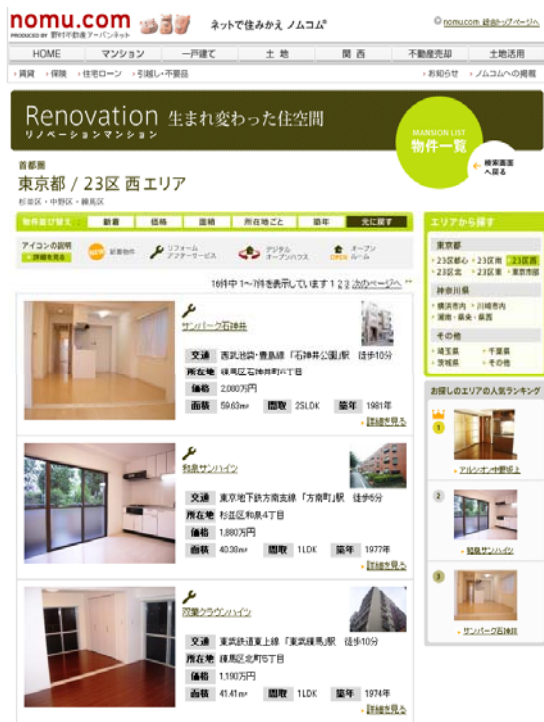 nomu.com
PRODUCED BY 野村不動産アーバンネット
ネットで住みかえ ノムコム®
nomu.com 総合トップページへ
HOME マンション 一戸建て 土地 関西 不動産売却 土地活用
賃貸 保険 住宅ローン 引越し・不要品 お知らせ ノムコムへの掲載
Renovation 生まれ変わった住空間
リノベーションマンション
MANSION LIST
物件一覧
検索画面へ戻る
首都圏
東京都 / 23区 西エリア
杉並区・中野区・練馬区
物件並び替え 新着 価格 面積 所在地ごと 築年 元に戻す
アイコンの説明
詳細を見る
NEW 新着物件
リフォームアフターサービス
デジタルオープンハウス
OPEN オープンルーム
16件中 1〜7件を表示しています 1 2 3 次のページへ
サンパーク石神井
交通 西武池袋・豊島線「石神井公園」駅 徒歩10分
所在地 練馬区石神井町6丁目
価格 2,080万円
面積 59.63m² 間取 2SLDK 築年 1981年
詳細を見る
和泉サンハイツ
交通 東京地下鉄方南支線「方南町」駅 徒歩6分
所在地 杉並区和泉4丁目
価格 1,880万円
面積 40.38m² 間取 1LDK 築年 1977年
詳細を見る
双葉クラウンハイツ
交通 東武鉄道東上線「東武練馬」駅 徒歩10分
所在地 練馬区北町5丁目
価格 1,190万円
面積 41.41m² 間取 1LDK 築年 1974年
詳細を見る
エリアから探す
東京都
23区都心 23区南 23区西
23区北 23区東 東京市部
神奈川県
横浜市内 川崎市内
湘南・県央・県西
その他
埼玉県 千葉県
茨城県 その他
お探しのエリアの人気ランキング
1
アルシオン中野坂上
2
和泉サンハイツ
3
サンパーク石神井